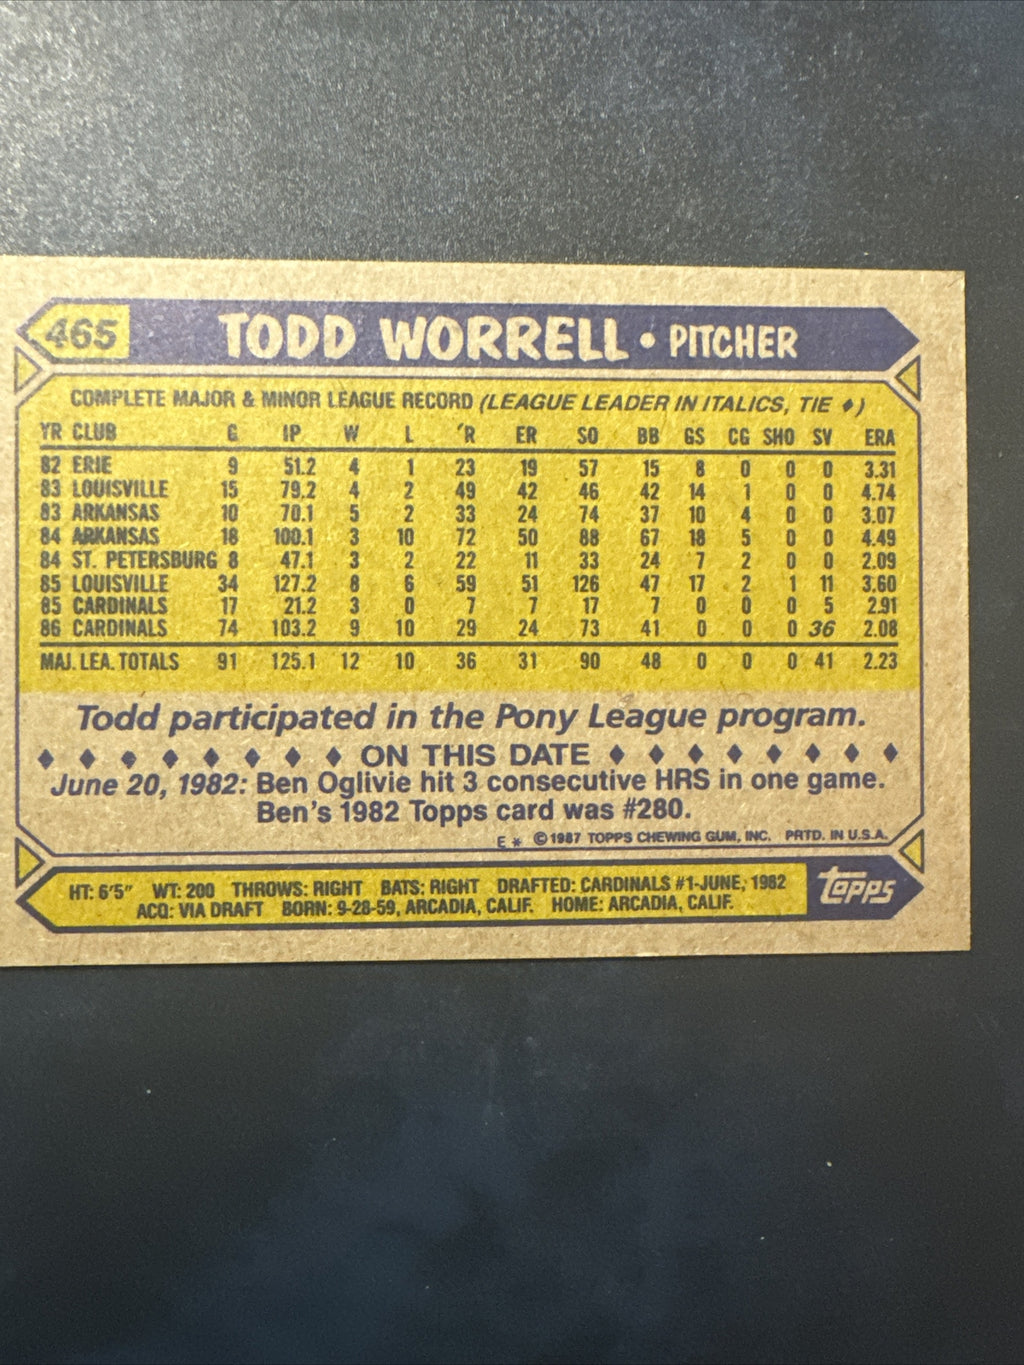 465 TODD WORRELL • PITCHER
COMPLETE MAJOR & MINOR LEAGUE RECORD (LEAGUE LEADER IN ITALICS, TIE ♦)
YR CLUB G IP W L R ER SO BB GS CG SHO SV ERA
82 ERIE 9 51.2 4 1 23 19 57 15 8 0 0 0 3.31
83 LOUISVILLE 15 79.2 4 2 49 42 46 42 14 1 0 0 4.74
83 ARKANSAS 10 70.1 5 2 33 24 74 37 10 4 0 0 3.07
84 ARKANSAS 18 100.1 3 10 72 50 88 67 18 5 0 0 4.49
84 ST. PETERSBURG 8 47.1 3 2 22 11 33 24 7 2 0 0 2.09
85 LOUISVILLE 34 127.2 8 6 59 51 126 47 17 2 1 11 3.60
85 CARDINALS 17 21.2 3 0 7 7 17 7 0 0 0 5 2.91
86 CARDINALS 74 103.2 9 10 29 24 73 41 0 0 0 36 2.08
MAJ. LEA. TOTALS 91 125.1 12 10 36 31 90 48 0 0 0 41 2.23
Todd participated in the Pony League program.
♦ ♦ ♦ ♦ ♦ ♦ ♦ ♦ ON THIS DATE ♦ ♦ ♦ ♦ ♦ ♦ ♦ ♦
June 20, 1982: Ben Oglivie hit 3 consecutive HRS in one game.
Ben's 1982 Topps card was #280.
E * © 1987 TOPPS CHEWING GUM, INC. PRTD. IN U.S.A.
HT: 6'5" WT: 200 THROWS: RIGHT BATS: RIGHT DRAFTED: CARDINALS #1-JUNE, 1982
ACQ: VIA DRAFT BORN: 9-28-59, ARCADIA, CALIF. HOME: ARCADIA, CALIF.
topps